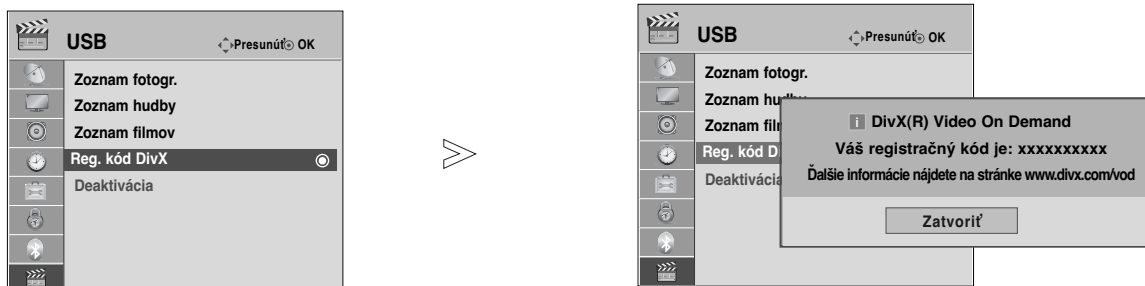 USB
Presunúť OK
Zoznam fotogr.
Zoznam hudby
Zoznam filmov
Reg. kód DivX
Deaktivácia
USB
Presunúť OK
Zoznam fotogr.
Zoznam hudby
Zoznam film
Reg. kód D
Deaktivácia
i DivX(R) Video On Demand
Váš registračný kód je: xxxxxxxxxx
Ďalšie informácie nájdete na stránke www.divx.com/vod
Zatvoriť